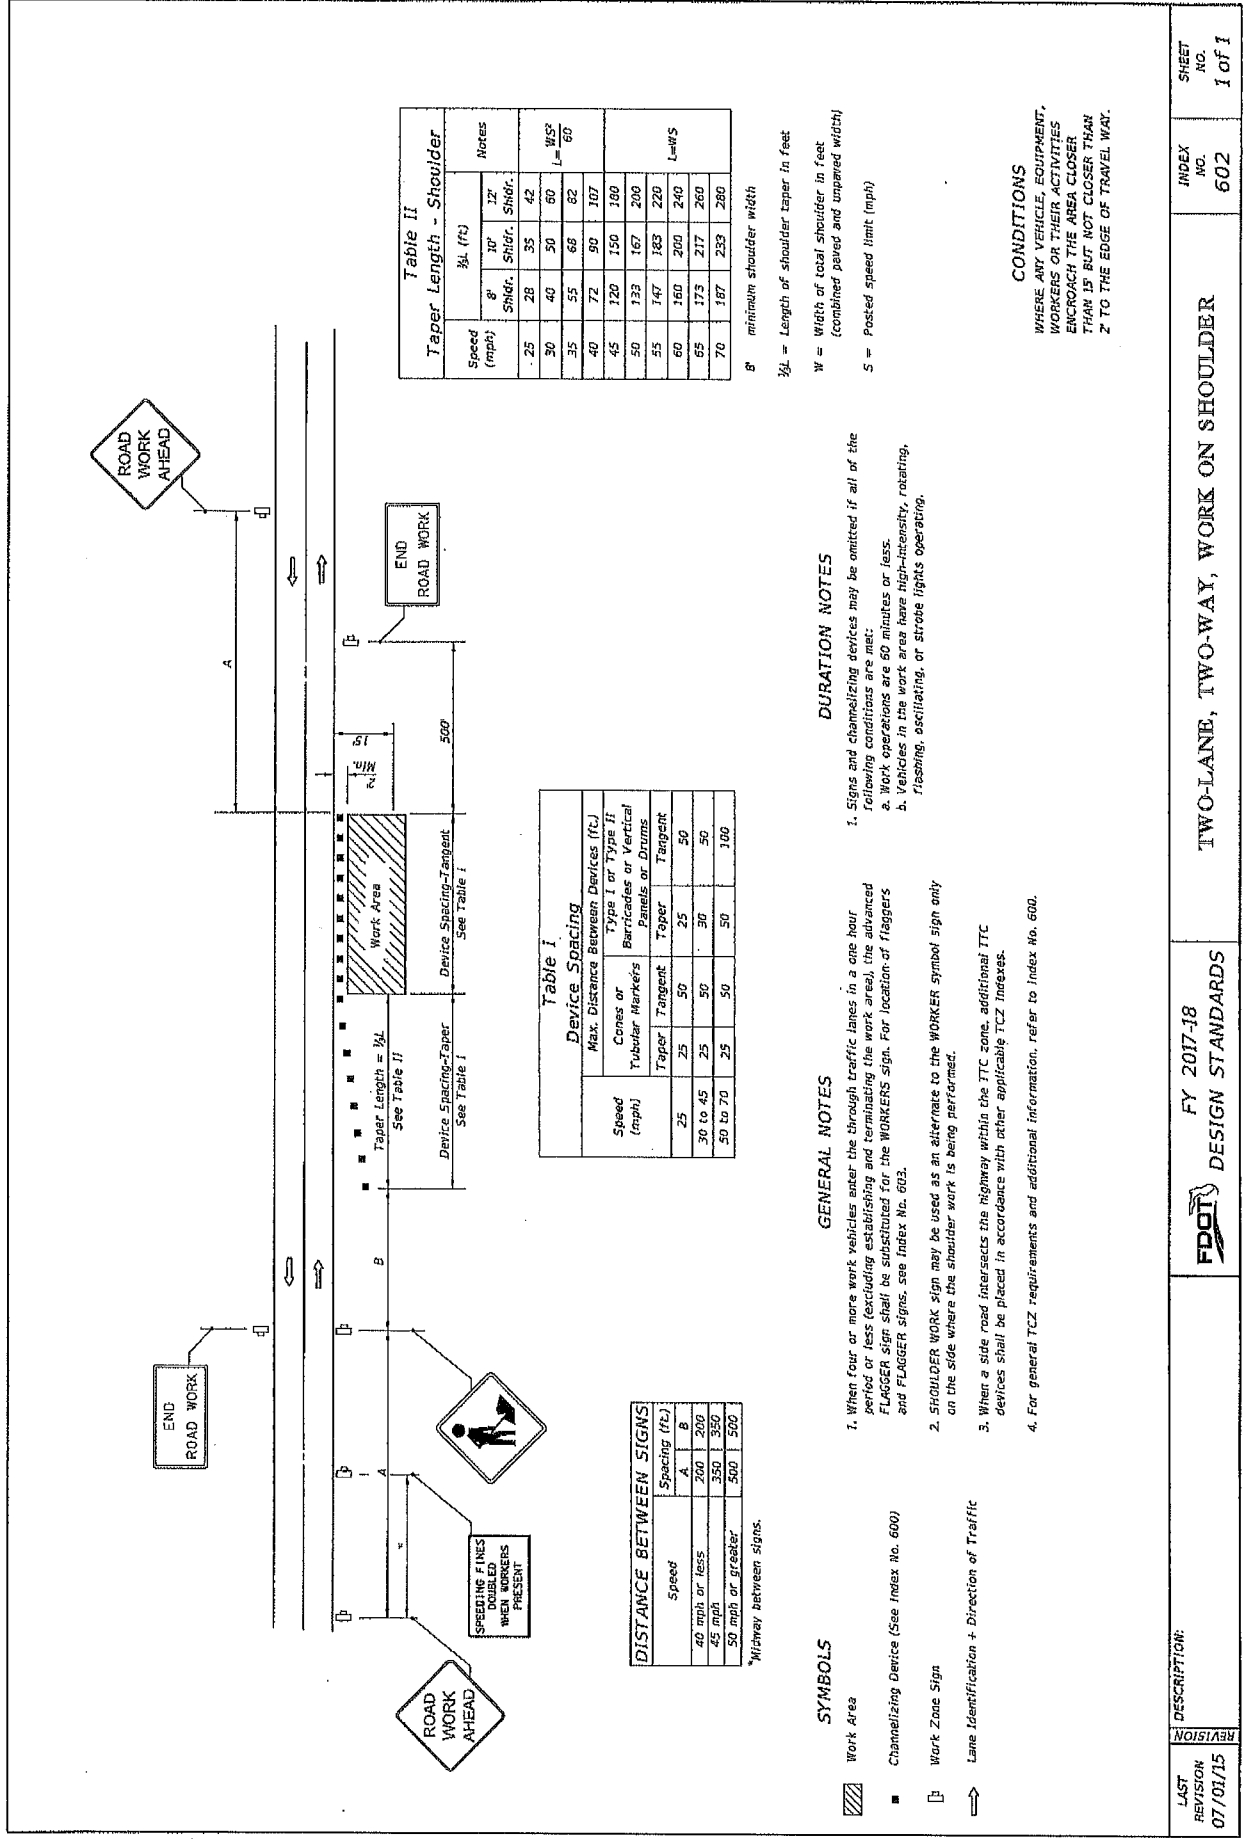 ROAD
WORK
AHEAD
SPEEDING FINES
DOUBLED
WHEN WORKERS
PRESENT
END
ROAD WORK
A
*
B
Taper Length = ⅓L
See Table II
Device Spacing-Taper
See Table I
Work Area
Device Spacing-Tangent
See Table I
2' Min.
15'
500'
A
END
ROAD WORK
ROAD
WORK
AHEAD
DISTANCE BETWEEN SIGNS
Speed Spacing (ft.)
A B
40 mph or less 200 200
45 mph 350 350
50 mph or greater 500 500
*Midway between signs.
Table I
Device Spacing
Speed (mph) Max. Distance Between Devices (ft.)
Cones or Tubular Markers Type I or Type II Barricades or Vertical Panels or Drums
Taper Tangent Taper Tangent
25 25 50 25 50
30 to 45 25 50 30 50
50 to 70 25 50 50 100
Table II
Taper Length - Shoulder
Speed (mph) ⅓L (ft) Notes
8' Shldr. 10' Shldr. 12' Shldr.
25 28 35 42 L=WS²/60
30 40 50 60
35 55 68 82
40 72 90 107
45 120 150 180 L=WS
50 133 167 200
55 147 183 220
60 160 200 240
65 173 217 260
70 187 233 280
8' minimum shoulder width
⅓L = Length of shoulder taper in feet
W = Width of total shoulder in feet
(combined paved and unpaved width)
S = Posted speed limit (mph)
SYMBOLS
Work Area
Channelizing Device (See Index No. 600)
Work Zone Sign
Lane Identification + Direction of Traffic
GENERAL NOTES
1. When four or more work vehicles enter the through traffic lanes in a one hour
period or less (excluding establishing and terminating the work area), the advanced
FLAGGER sign shall be substituted for the WORKERS sign. For location of flaggers
and FLAGGER signs, see Index No. 603.
2. SHOULDER WORK sign may be used as an alternate to the WORKER symbol sign only
on the side where the shoulder work is being performed.
3. When a side road intersects the highway within the TTC zone, additional TTC
devices shall be placed in accordance with other applicable TCZ Indexes.
4. For general TCZ requirements and additional information, refer to Index No. 600.
DURATION NOTES
1. Signs and channelizing devices may be omitted if all of the
following conditions are met:
a. Work operations are 60 minutes or less.
b. Vehicles in the work area have high-intensity, rotating,
flashing, oscillating, or strobe lights operating.
CONDITIONS
WHERE ANY VEHICLE, EQUIPMENT,
WORKERS OR THEIR ACTIVITIES
ENCROACH THE AREA CLOSER
THAN 15' BUT NOT CLOSER THAN
2' TO THE EDGE OF TRAVEL WAY.
LAST
REVISION
07/01/15
REVISION
DESCRIPTION:
FDOT
FY 2017-18
DESIGN STANDARDS
TWO-LANE, TWO-WAY, WORK ON SHOULDER
INDEX
NO.
602
SHEET
NO.
1 of 1